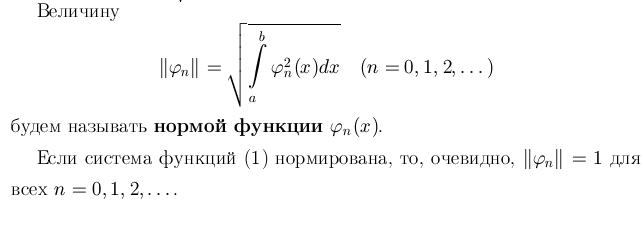 Величину
‖φₙ‖ = √(∫ₐᵇ φₙ²(x)dx) (n = 0, 1, 2, … )
будем называть нормой функции φₙ(x).
Если система функций (1) нормирована, то, очевидно, ‖φₙ‖ = 1 для
всех n = 0, 1, 2, ….